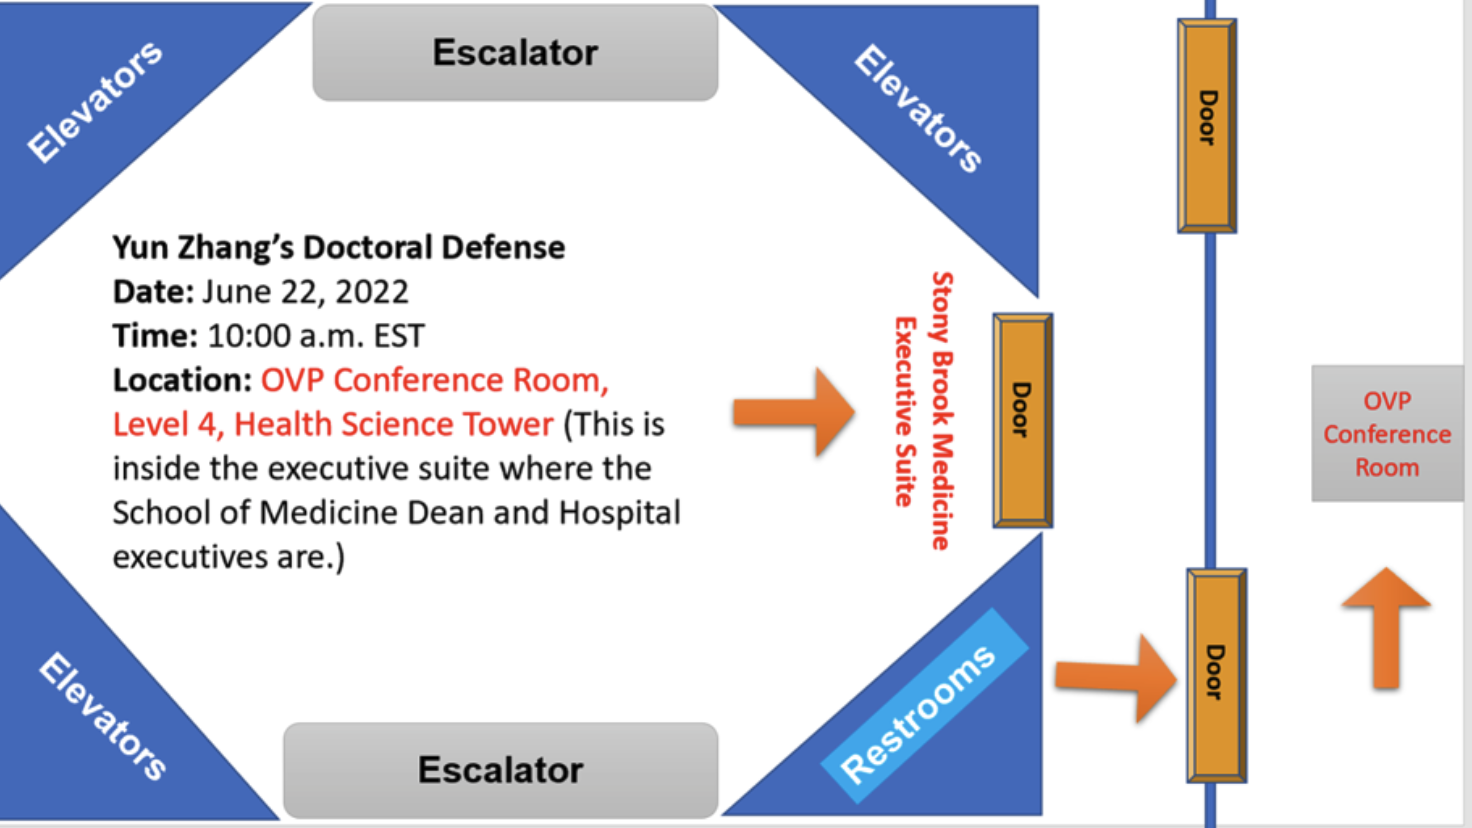 Escalator
Elevators
Elevators
Door
Yun Zhang’s Doctoral Defense
Date: June 22, 2022
Time: 10:00 a.m. EST
Location: OVP Conference Room,
Level 4, Health Science Tower (This is
inside the executive suite where the
School of Medicine Dean and Hospital
executives are.)
Stony Brook Medicine
Executive Suite
Door
OVP
Conference
Room
Elevators
Escalator
Restrooms
Door